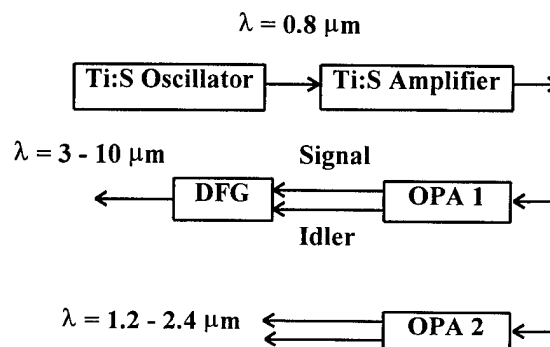 λ = 0.8 μm
Ti:S Oscillator
Ti:S Amplifier
λ = 3 - 10 μm
Signal
DFG
OPA 1
Idler
λ = 1.2 - 2.4 μm
OPA 2